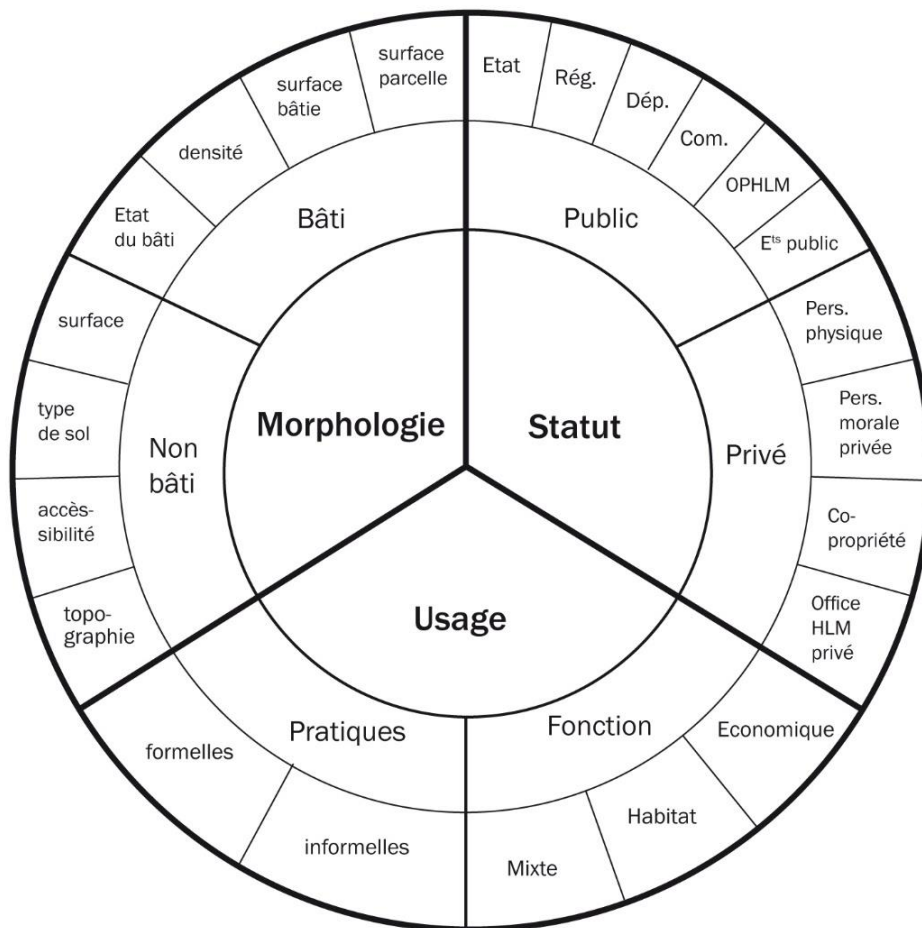 Morphologie
Bâti
Etat
du bâti
densité
surface
bâtie
surface
parcelle
Non
bâti
surface
type
de sol
accès-
sibilité
topo-
graphie
Statut
Public
Etat
Rég.
Dép.
Com.
OPHLM
Ets public
Privé
Pers.
physique
Pers.
morale
privée
Co-
propriété
Office
HLM
privé
Usage
Pratiques
formelles
informelles
Fonction
Mixte
Habitat
Economique